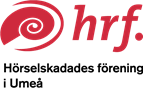 hrf.
Hörselskadades förening
i Umeå